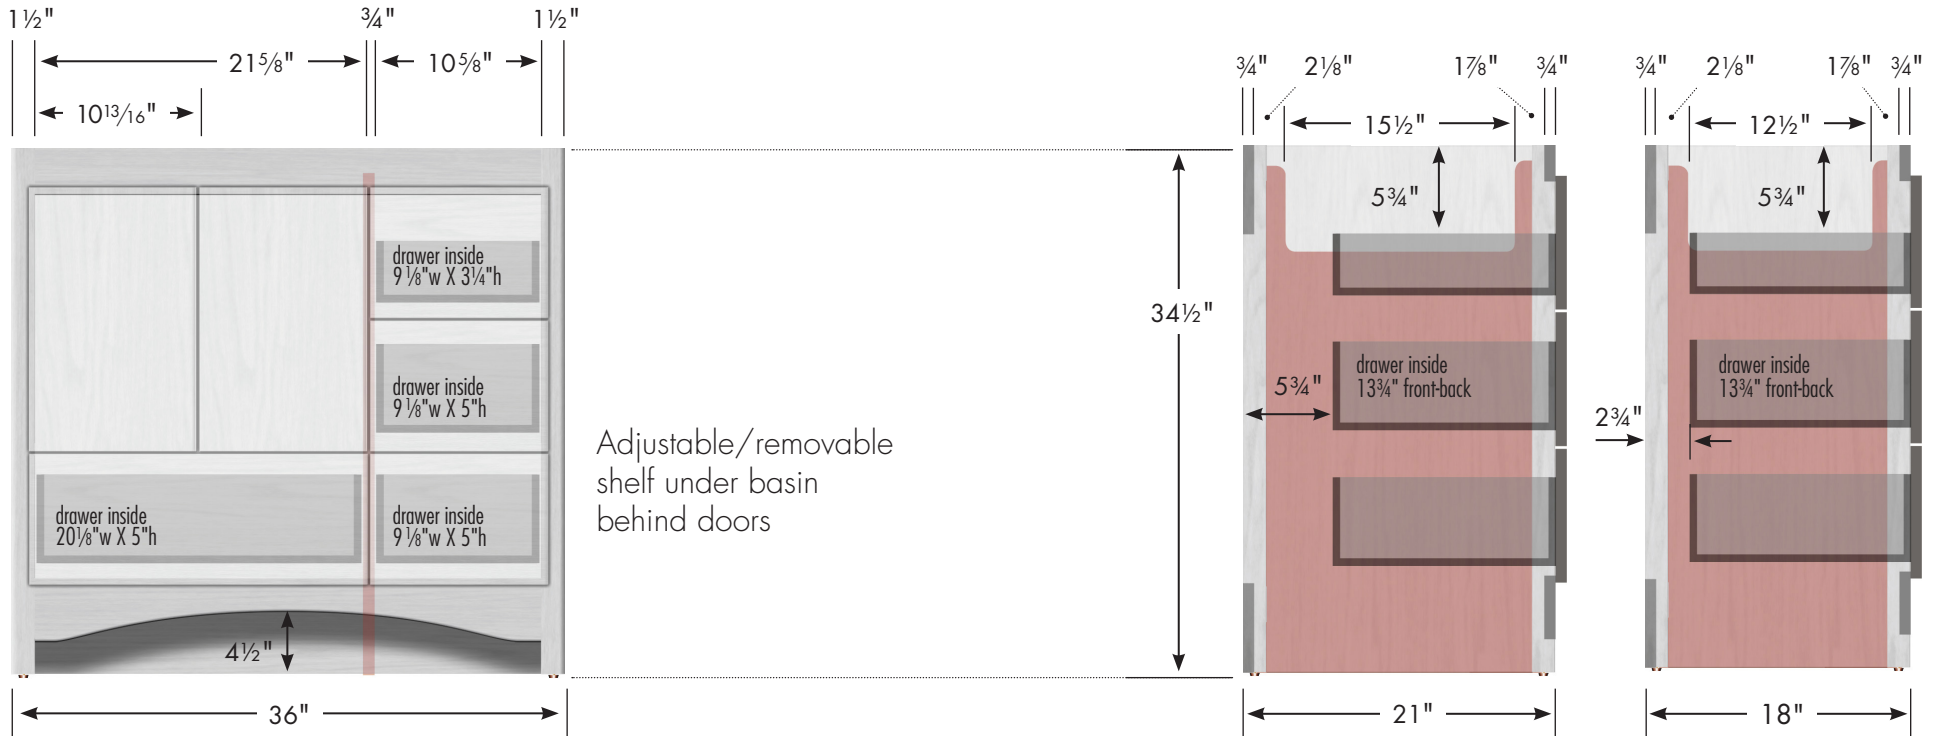 1½" ¾" 1½"
21⅝" 10⅝"
10 13/16"
drawer inside
9⅛"w X 3¼"h
drawer inside
9⅛"w X 5"h
drawer inside
20⅛"w X 5"h
drawer inside
9⅛"w X 5"h
4½"
36"
Adjustable/removable
shelf under basin
behind doors
34½"
¾" 2⅛" 1⅞" ¾"
15½"
5¾"
drawer inside
13¾" front-back
5¾"
21"
¾" 2⅛" 1⅞" ¾"
12½"
5¾"
drawer inside
13¾" front-back
2¾"
18"